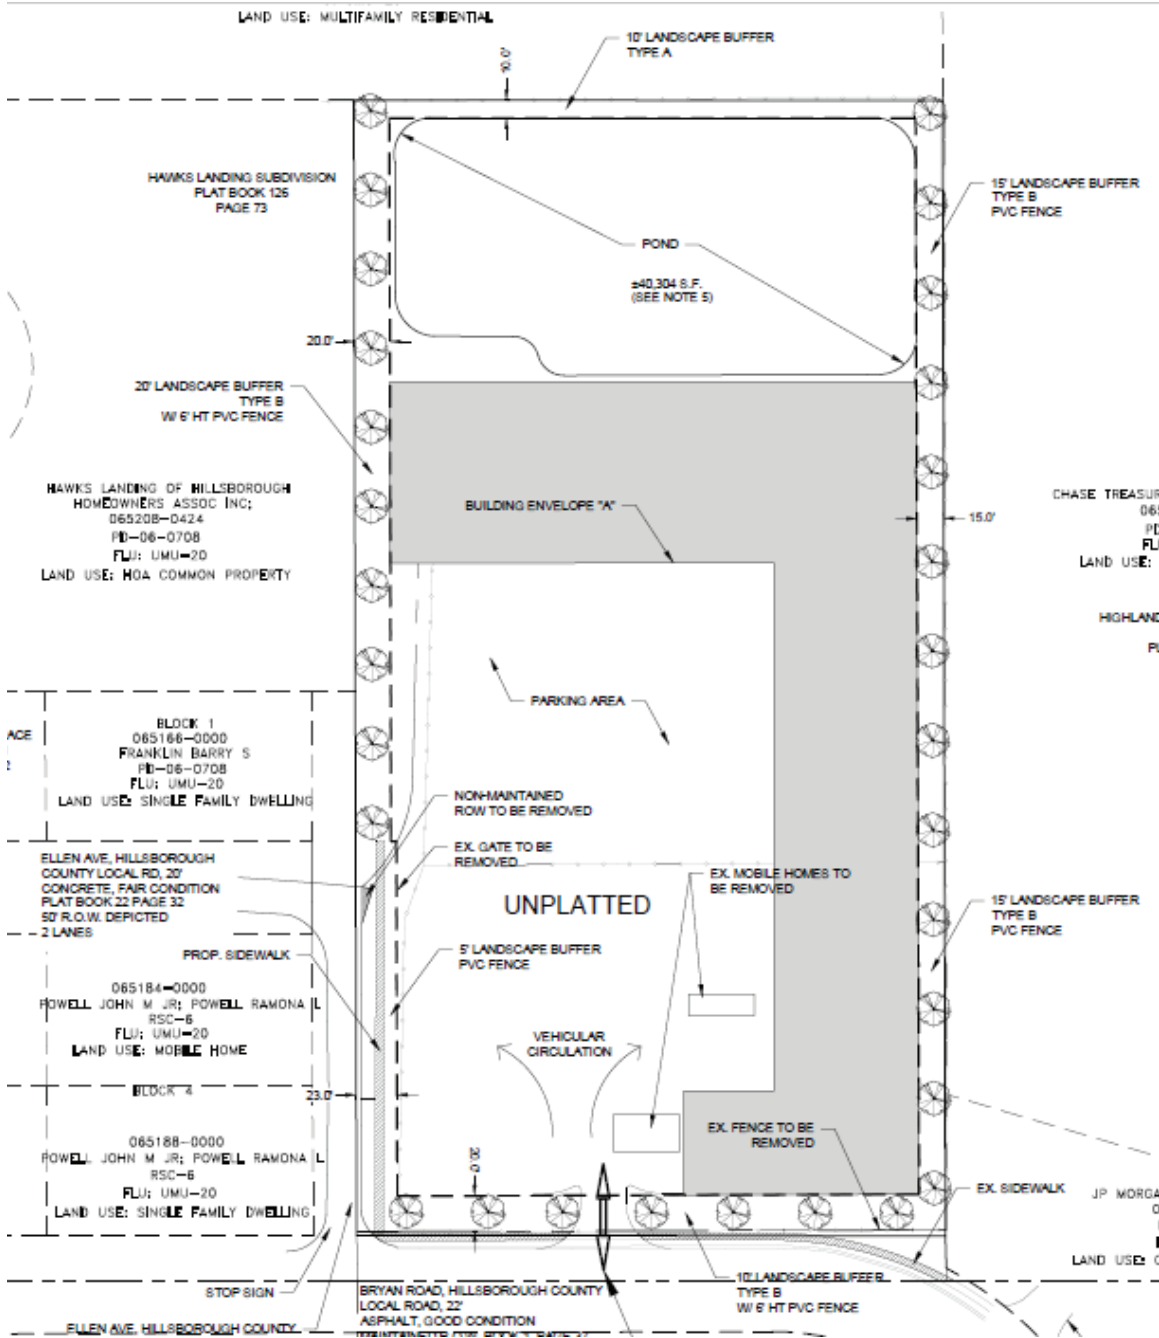 LAND USE: MULTIFAMILY RESIDENTIAL
10' LANDSCAPE BUFFER
TYPE A
10.0'
HAWKS LANDING SUBDIVISION
PLAT BOOK 126
PAGE 73
15' LANDSCAPE BUFFER
TYPE B
PVC FENCE
POND
±40,304 S.F.
(SEE NOTE 5)
20.0'
20' LANDSCAPE BUFFER
TYPE B
W/ 6' HT PVC FENCE
HAWKS LANDING OF HILLSBOROUGH
HOMEOWNERS ASSOC INC;
065208-0424
PD-06-0708
FLU: UMU-20
LAND USE: HOA COMMON PROPERTY
BUILDING ENVELOPE "A"
15.0'
CHASE TREASUR
065
PD
FLU
LAND USE:
HIGHLAND
PL
PARKING AREA
ACE
BLOCK 1
065166-0000
FRANKLIN BARRY S
PD-06-0708
FLU: UMU-20
LAND USE: SINGLE FAMILY DWELLING
NON-MAINTAINED
ROW TO BE REMOVED
EX. GATE TO BE
REMOVED
EX. MOBILE HOMES TO
BE REMOVED
ELLEN AVE, HILLSBOROUGH
COUNTY LOCAL RD, 20'
CONCRETE, FAIR CONDITION
PLAT BOOK 22 PAGE 32
50' R.O.W. DEPICTED
2 LANES
UNPLATTED
15' LANDSCAPE BUFFER
TYPE B
PVC FENCE
PROP. SIDEWALK
5' LANDSCAPE BUFFER
PVC FENCE
065184-0000
POWELL JOHN M JR; POWELL RAMONA L
RSC-6
FLU: UMU-20
LAND USE: MOBILE HOME
VEHICULAR
CIRCULATION
23.0'
BLOCK 4
065188-0000
POWELL JOHN M JR; POWELL RAMONA L
RSC-6
FLU: UMU-20
LAND USE: SINGLE FAMILY DWELLING
EX. FENCE TO BE
REMOVED
EX. SIDEWALK
JP MORGA
LAND USE: C
STOP SIGN
BRYAN ROAD, HILLSBOROUGH COUNTY
LOCAL ROAD, 22'
ASPHALT, GOOD CONDITION
10' LANDSCAPE BUFFER
TYPE B
W/ 6' HT PVC FENCE
ELLEN AVE, HILLSBOROUGH COUNTY